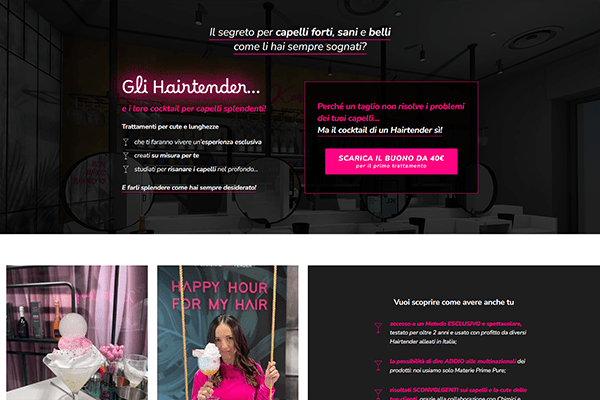 Il segreto per capelli forti, sani e belli
come li hai sempre sognati?
Gli Hairtender...
e i loro cocktail per capelli splendenti!
Trattamenti per cute e lunghezze
che ti faranno vivere un'esperienza esclusiva
creati su misura per te
studiati per risanare i capelli nel profondo...
E farli splendere come hai sempre desiderato!
Perché un taglio non risolve i problemi
dei tuoi capelli...
Ma il cocktail di un Hairtender sì!
SCARICA IL BUONO DA 40€
per il primo trattamento
HAPPY HOUR
FOR MY HAIR
Vuoi scoprire come avere anche tu
accesso a un Metodo ESCLUSIVO e spettacolare,
testato per oltre 2 anni e usato con profitto da diversi
Hairtender alleati in Italia;
la possibilità di dire ADDIO alle multinazionali dei
prodotti: noi usiamo solo Materie Prime Pure;
risultati SCONVOLGENTI sui capelli e la cute delle
tue clienti, grazie alla collaborazione con Chimici e